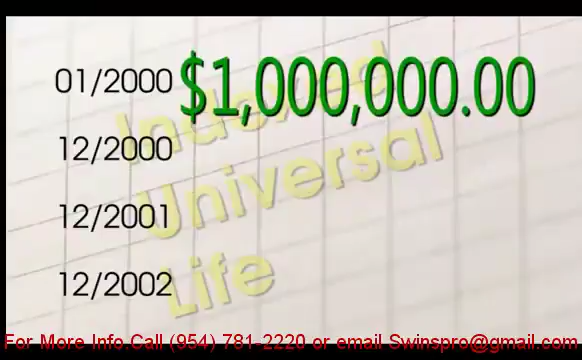 01/2000 $1,000,000.00
12/2000
12/2001
12/2002
Indexed
Universal
Life
For More Info.Call (954) 781-2220 or email Swinspro@gmail.com